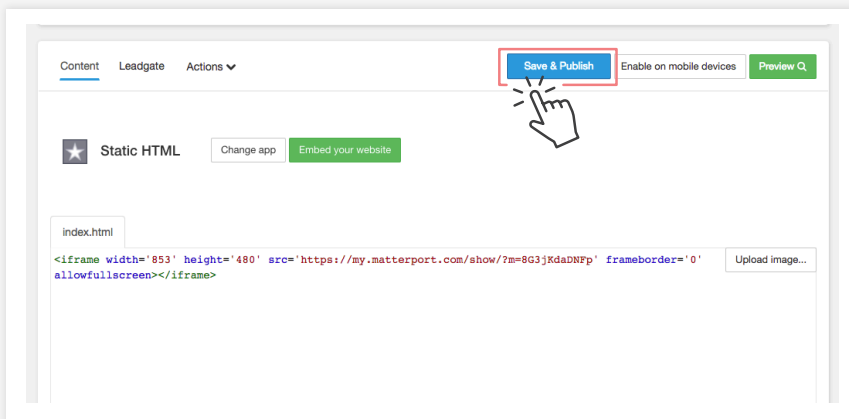 Content Leadgate Actions Save & Publish Enable on mobile devices Preview
Static HTML Change app Embed your website
index.html
<iframe width='853' height='480' src='https://my.matterport.com/show/?m=8G3jKdaDNFp' frameborder='0' Upload image...
allowfullscreen></iframe>